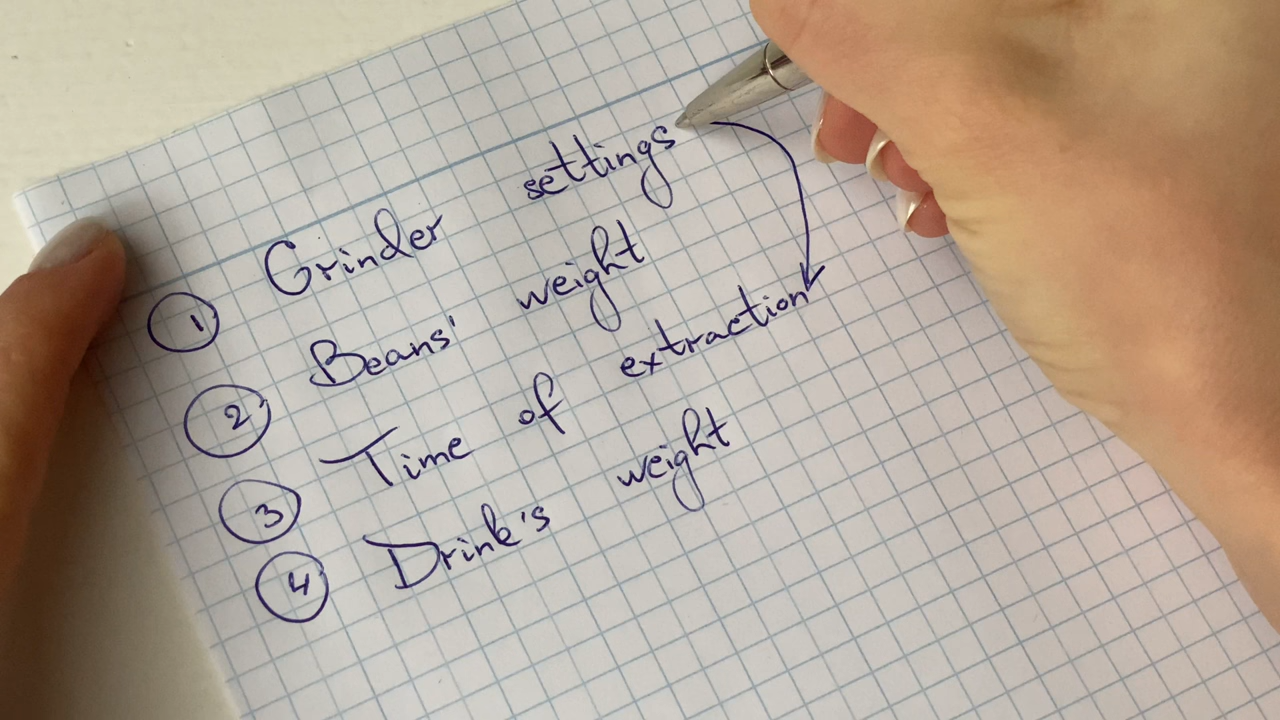 1 Grinder settings
2 Beans' weight
3 Time of extraction
4 Drink's weight